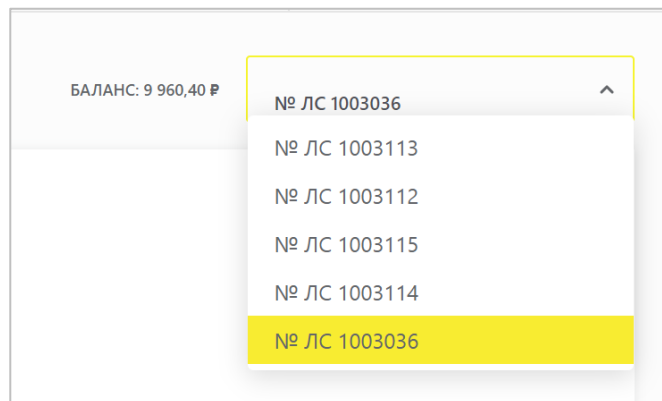 БАЛАНС: 9 960,40 ₽
№ ЛС 1003036
№ ЛС 1003113
№ ЛС 1003112
№ ЛС 1003115
№ ЛС 1003114
№ ЛС 1003036